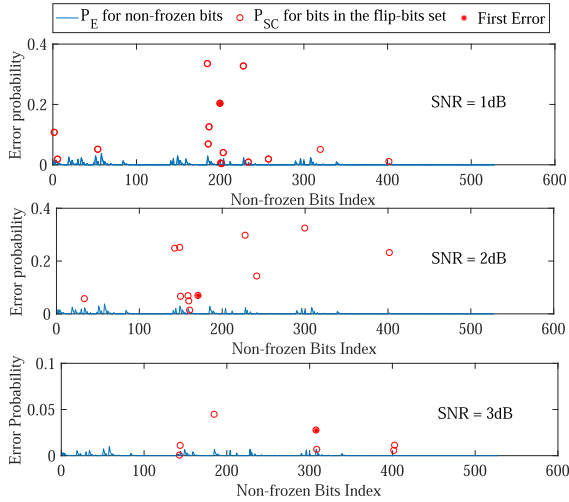 P_E for non-frozen bits P_SC for bits in the flip-bits set First Error
0.4
0.2
0
Error probability
SNR = 1dB
0 100 200 300 400 500 600
Non-frozen Bits Index
0.4
0.2
0
Error probability
SNR = 2dB
0 100 200 300 400 500 600
Non-frozen Bits Index
0.1
0.05
0
Error Probability
SNR = 3dB
0 100 200 300 400 500 600
Non-frozen Bits Index